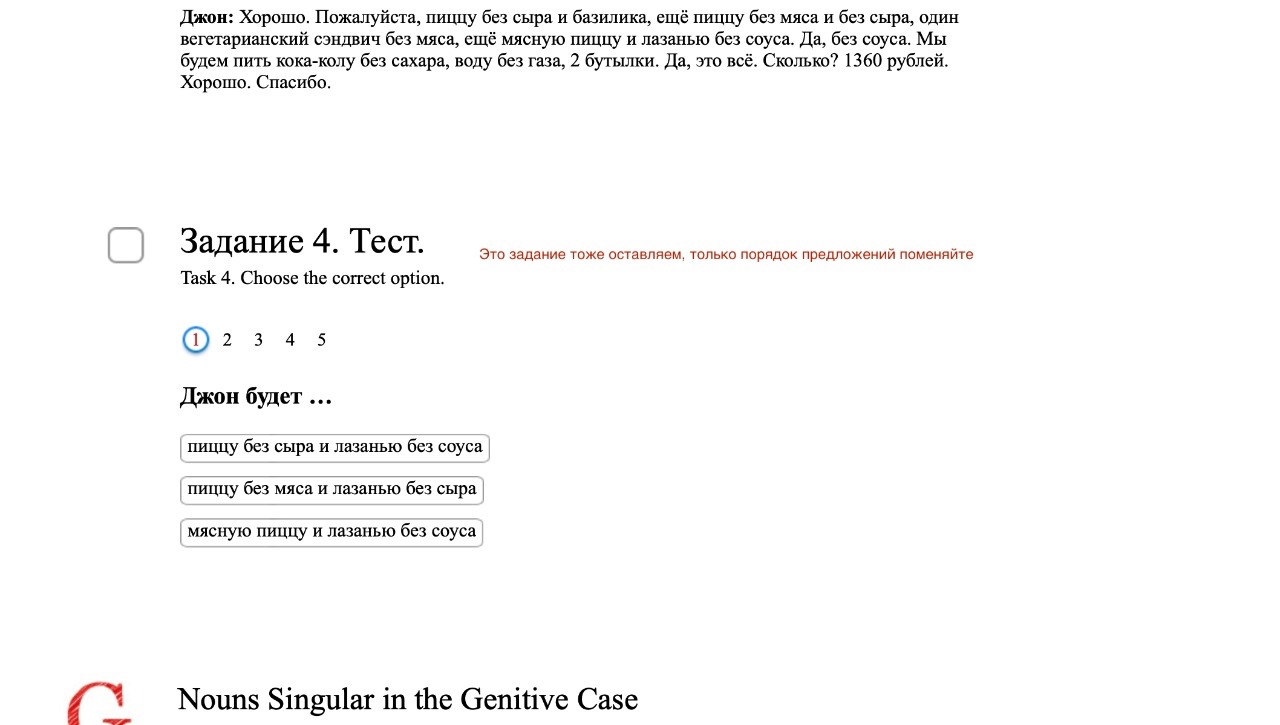 Джон: Хорошо. Пожалуйста, пиццу без сыра и базилика, ещё пиццу без мяса и без сыра, один
вегетарианский сэндвич без мяса, ещё мясную пиццу и лазанью без соуса. Да, без соуса. Мы
будем пить кока-колу без сахара, воду без газа, 2 бутылки. Да, это всё. Сколько? 1360 рублей.
Хорошо. Спасибо.
Задание 4. Тест.
Это задание тоже оставляем, только порядок предложений поменяйте
Task 4. Choose the correct option.
1 2 3 4 5
Джон будет …
пиццу без сыра и лазанью без соуса
пиццу без мяса и лазанью без сыра
мясную пиццу и лазанью без соуса
G
Nouns Singular in the Genitive Case